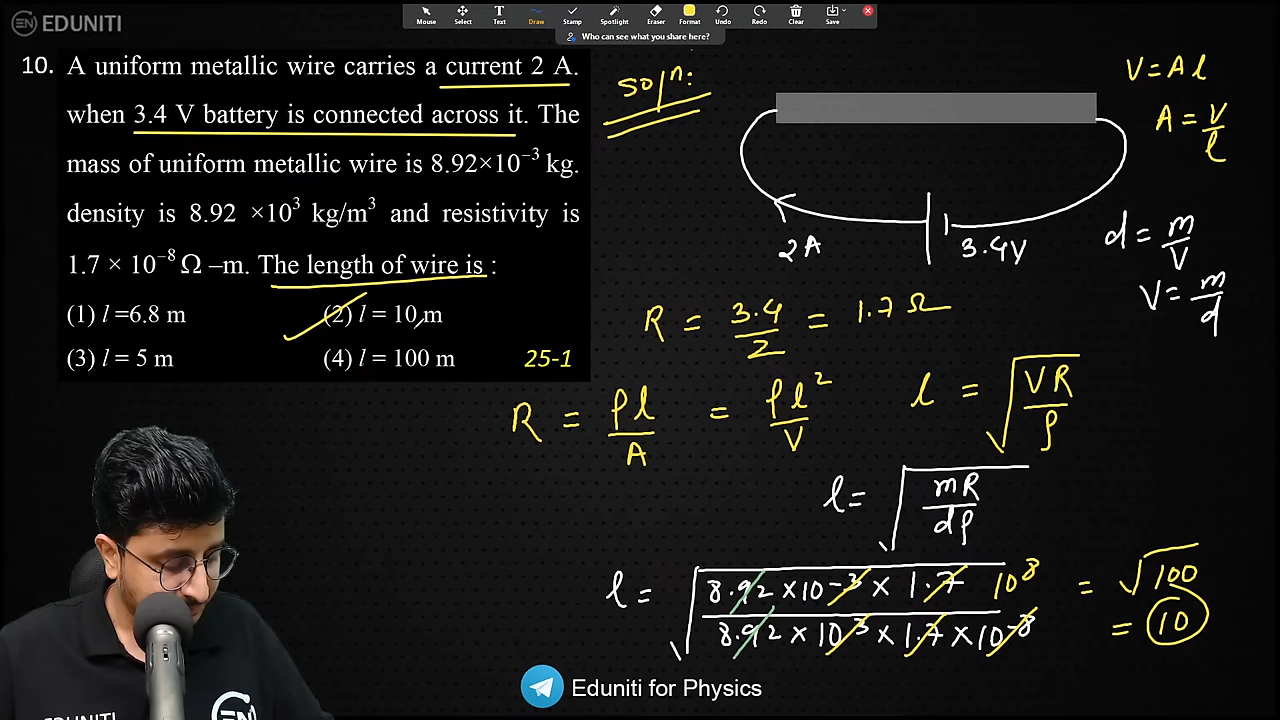 EDUNITI
Mouse Select Text Draw Stamp Spotlight Eraser Format Undo Redo Clear Save
Who can see what you share here?
10. A uniform metallic wire carries a current 2 A.
when 3.4 V battery is connected across it. The
mass of uniform metallic wire is 8.92×10⁻³ kg.
density is 8.92 ×10³ kg/m³ and resistivity is
1.7 × 10⁻⁸ Ω –m. The length of wire is :
(1) l =6.8 m (2) l = 10 m
(3) l = 5 m (4) l = 100 m 25-1
Solⁿ:
V = A l
A = V/l
2A 3.4V
d = m/V
V = m/d
R = 3.4/2 = 1.7 Ω
R = ρl/A = ρl²/V l = √(VR/ρ)
l = √(mR/dρ)
l = √(8.92 × 10⁻³ × 1.7 10⁸ / 8.92 × 10³ × 1.7 × 10⁻⁸) = √100
= 10
Eduniti for Physics
EDUNITI
EN